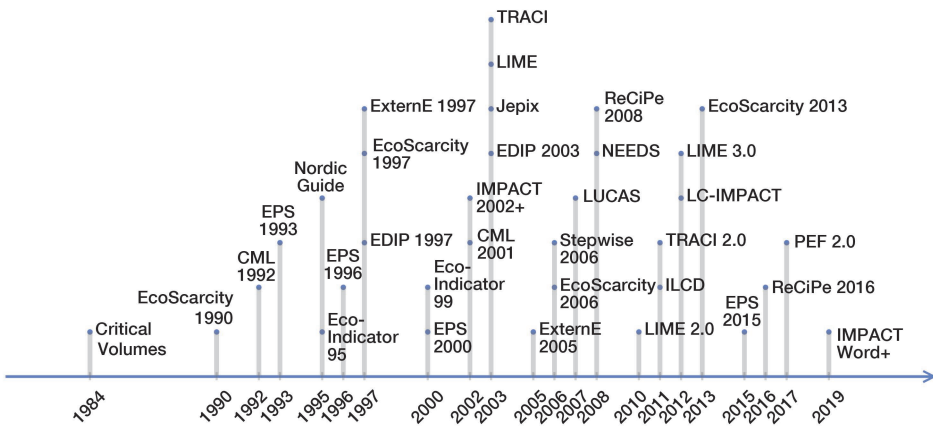 TRACI
LIME
ExternE 1997
Jepix
ReCiPe
2008
EcoScarcity 2013
EcoScarcity
1997
EDIP 2003
NEEDS
LIME 3.0
Nordic
Guide
IMPACT
2002+
LUCAS
LC-IMPACT
EPS
1993
EDIP 1997
CML
2001
Stepwise
2006
TRACI 2.0
PEF 2.0
CML
1992
EPS
1996
Eco-
Indicator
99
EcoScarcity
2006
ILCD
ReCiPe 2016
EcoScarcity
1990
Critical
Volumes
Eco-
Indicator
95
EPS
2000
ExternE
2005
LIME 2.0
EPS
2015
IMPACT
Word+
1984
1990
1992
1993
1995
1996
1997
2000
2002
2003
2005
2006
2007
2008
2010
2011
2012
2013
2015
2016
2017
2019